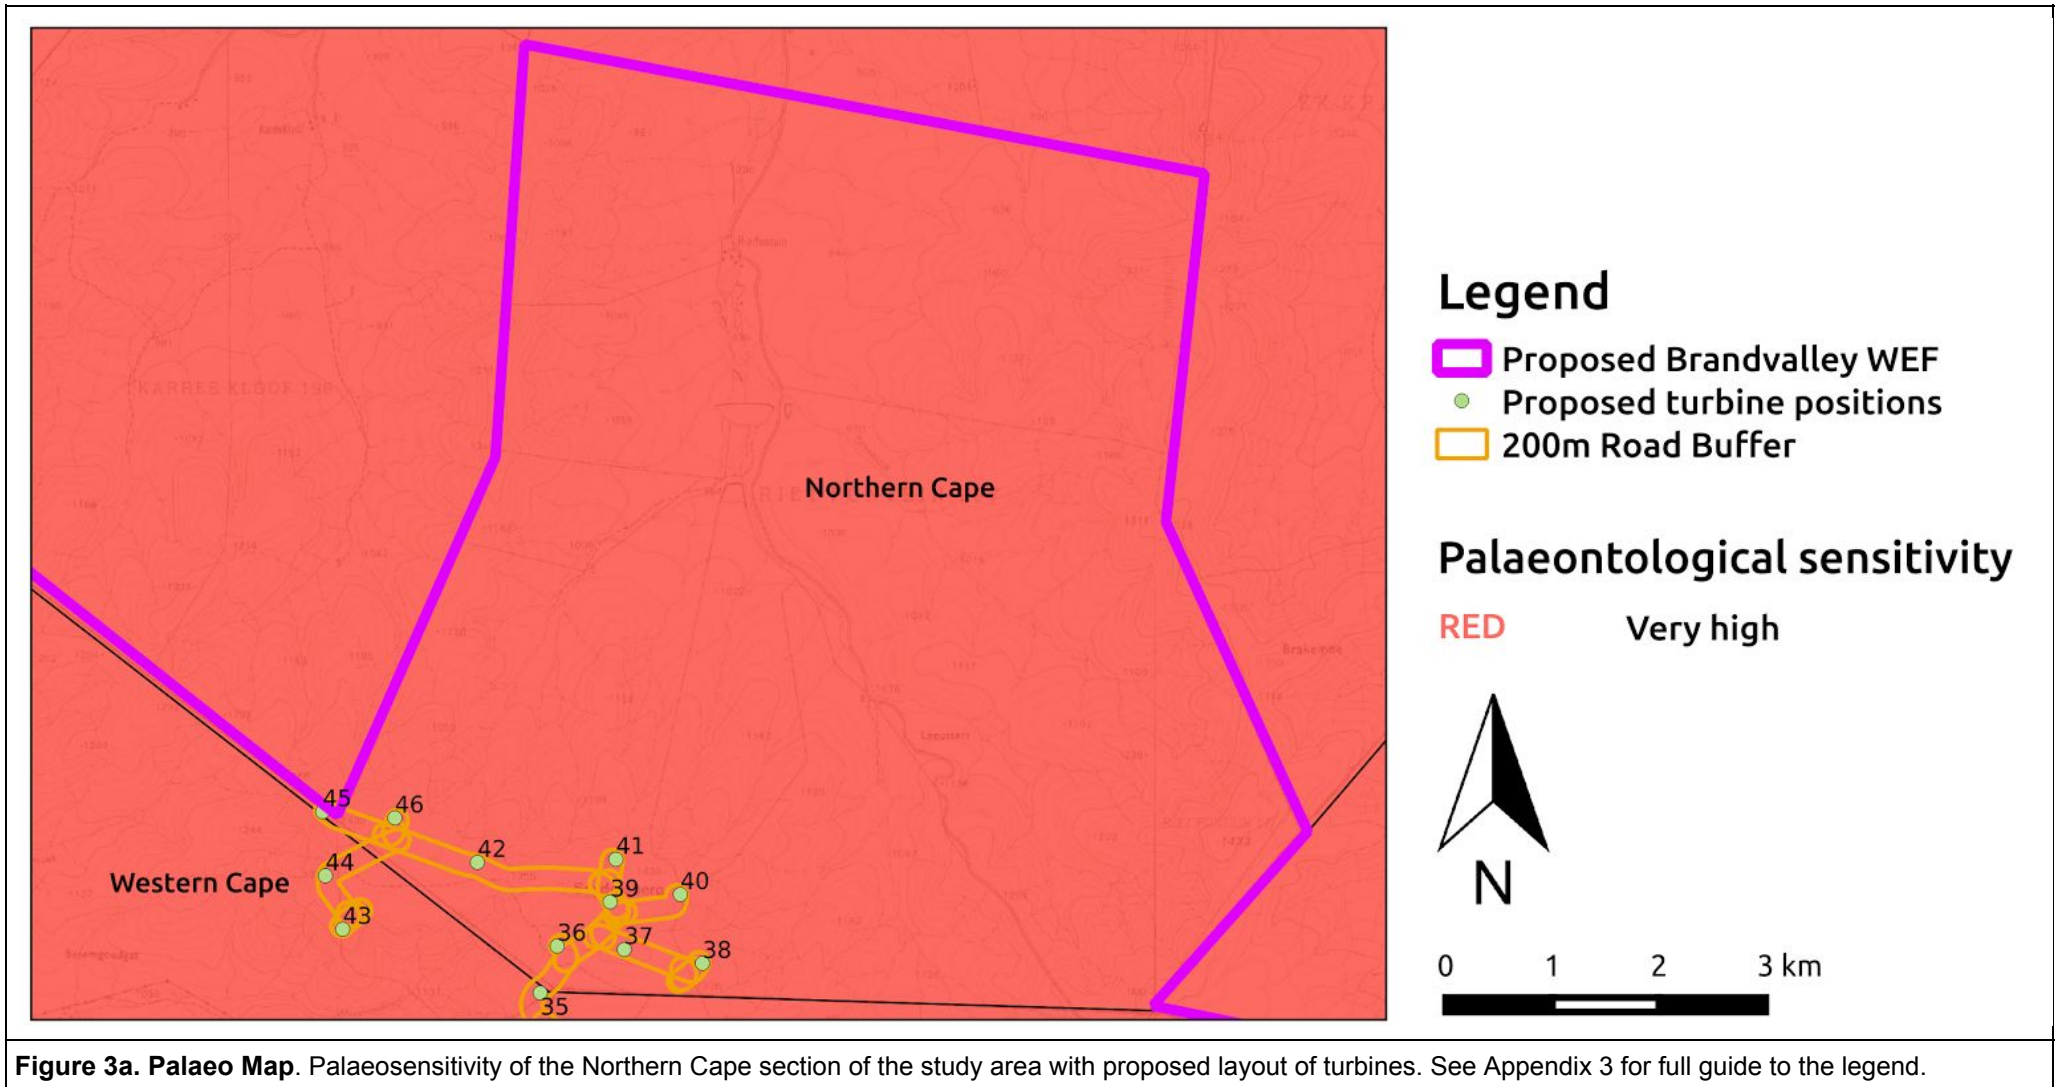 Northern Cape
KARREE KLOOF 190
Western Cape
45
46
44
43
42
41
39
40
36
37
38
35
Legend
Proposed Brandvalley WEF
Proposed turbine positions
200m Road Buffer
Palaeontological sensitivity
RED Very high
N
0 1 2 3 km
Figure 3a. Palaeo Map. Palaeosensitivity of the Northern Cape section of the study area with proposed layout of turbines. See Appendix 3 for full guide to the legend.